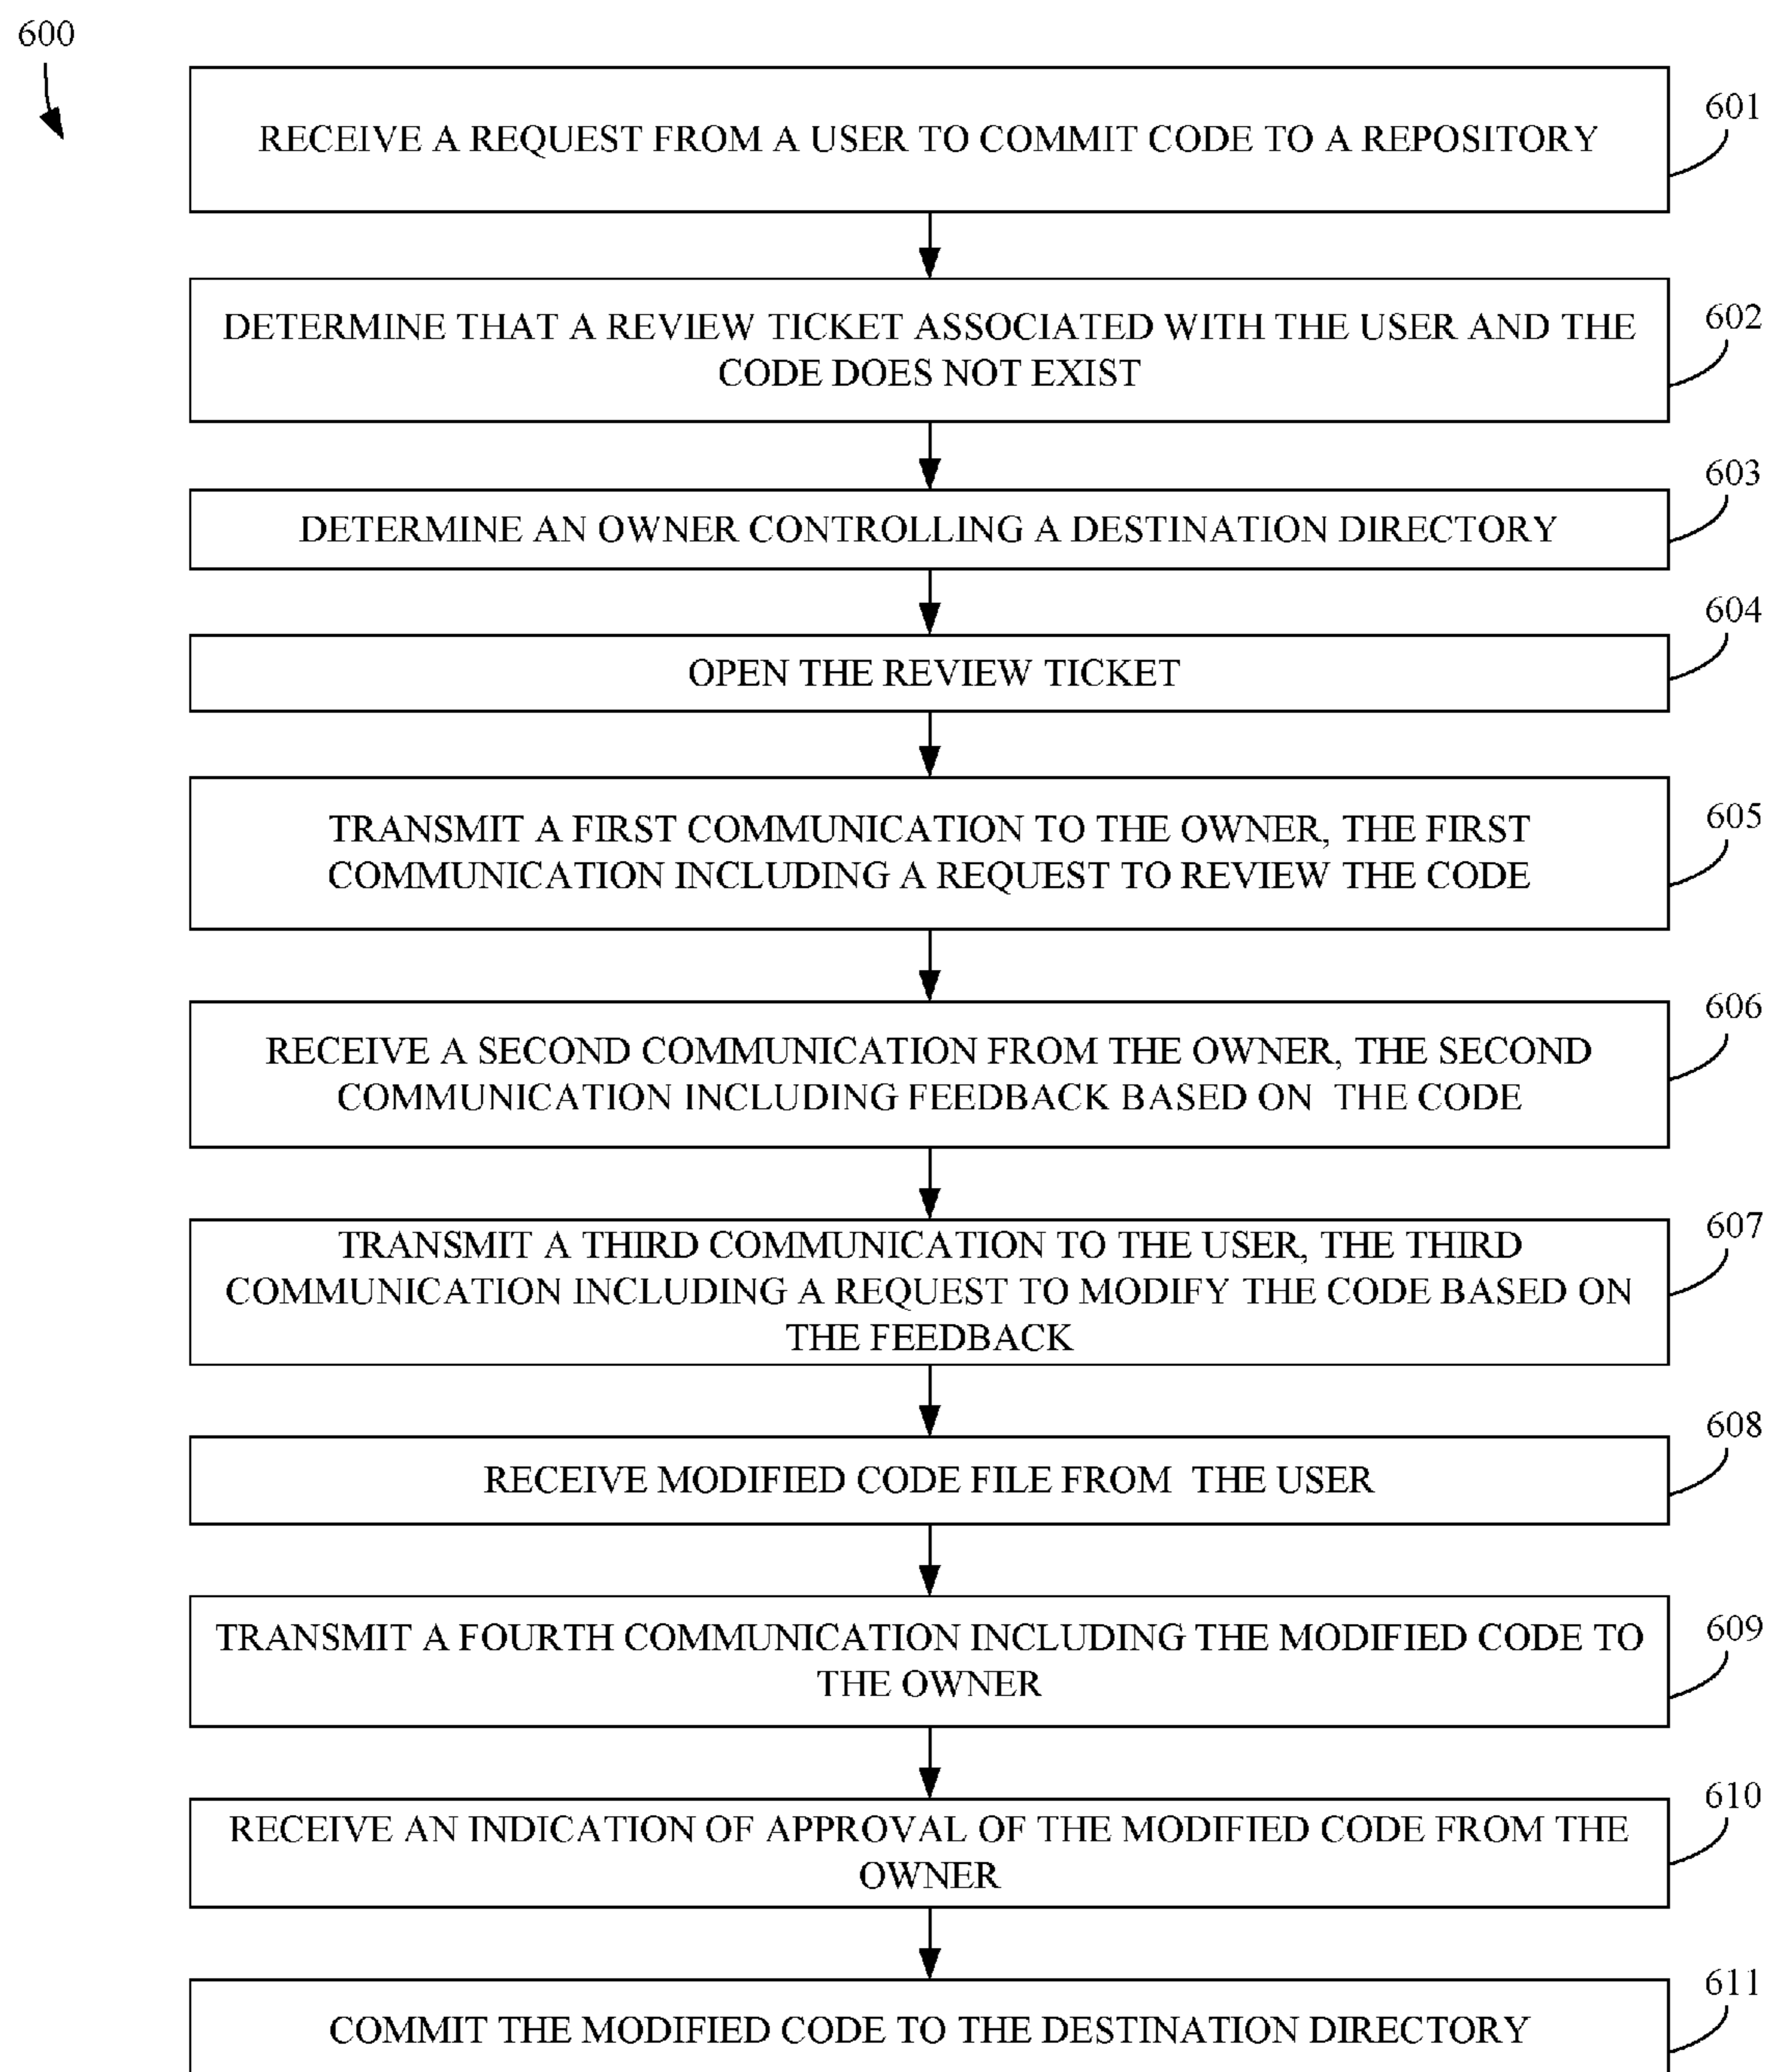 600
RECEIVE A REQUEST FROM A USER TO COMMIT CODE TO A REPOSITORY
601
DETERMINE THAT A REVIEW TICKET ASSOCIATED WITH THE USER AND THE
CODE DOES NOT EXIST
602
DETERMINE AN OWNER CONTROLLING A DESTINATION DIRECTORY
603
OPEN THE REVIEW TICKET
604
TRANSMIT A FIRST COMMUNICATION TO THE OWNER, THE FIRST
COMMUNICATION INCLUDING A REQUEST TO REVIEW THE CODE
605
RECEIVE A SECOND COMMUNICATION FROM THE OWNER, THE SECOND
COMMUNICATION INCLUDING FEEDBACK BASED ON THE CODE
606
TRANSMIT A THIRD COMMUNICATION TO THE USER, THE THIRD
COMMUNICATION INCLUDING A REQUEST TO MODIFY THE CODE BASED ON
THE FEEDBACK
607
RECEIVE MODIFIED CODE FILE FROM THE USER
608
TRANSMIT A FOURTH COMMUNICATION INCLUDING THE MODIFIED CODE TO
THE OWNER
609
RECEIVE AN INDICATION OF APPROVAL OF THE MODIFIED CODE FROM THE
OWNER
610
COMMIT THE MODIFIED CODE TO THE DESTINATION DIRECTORY
611